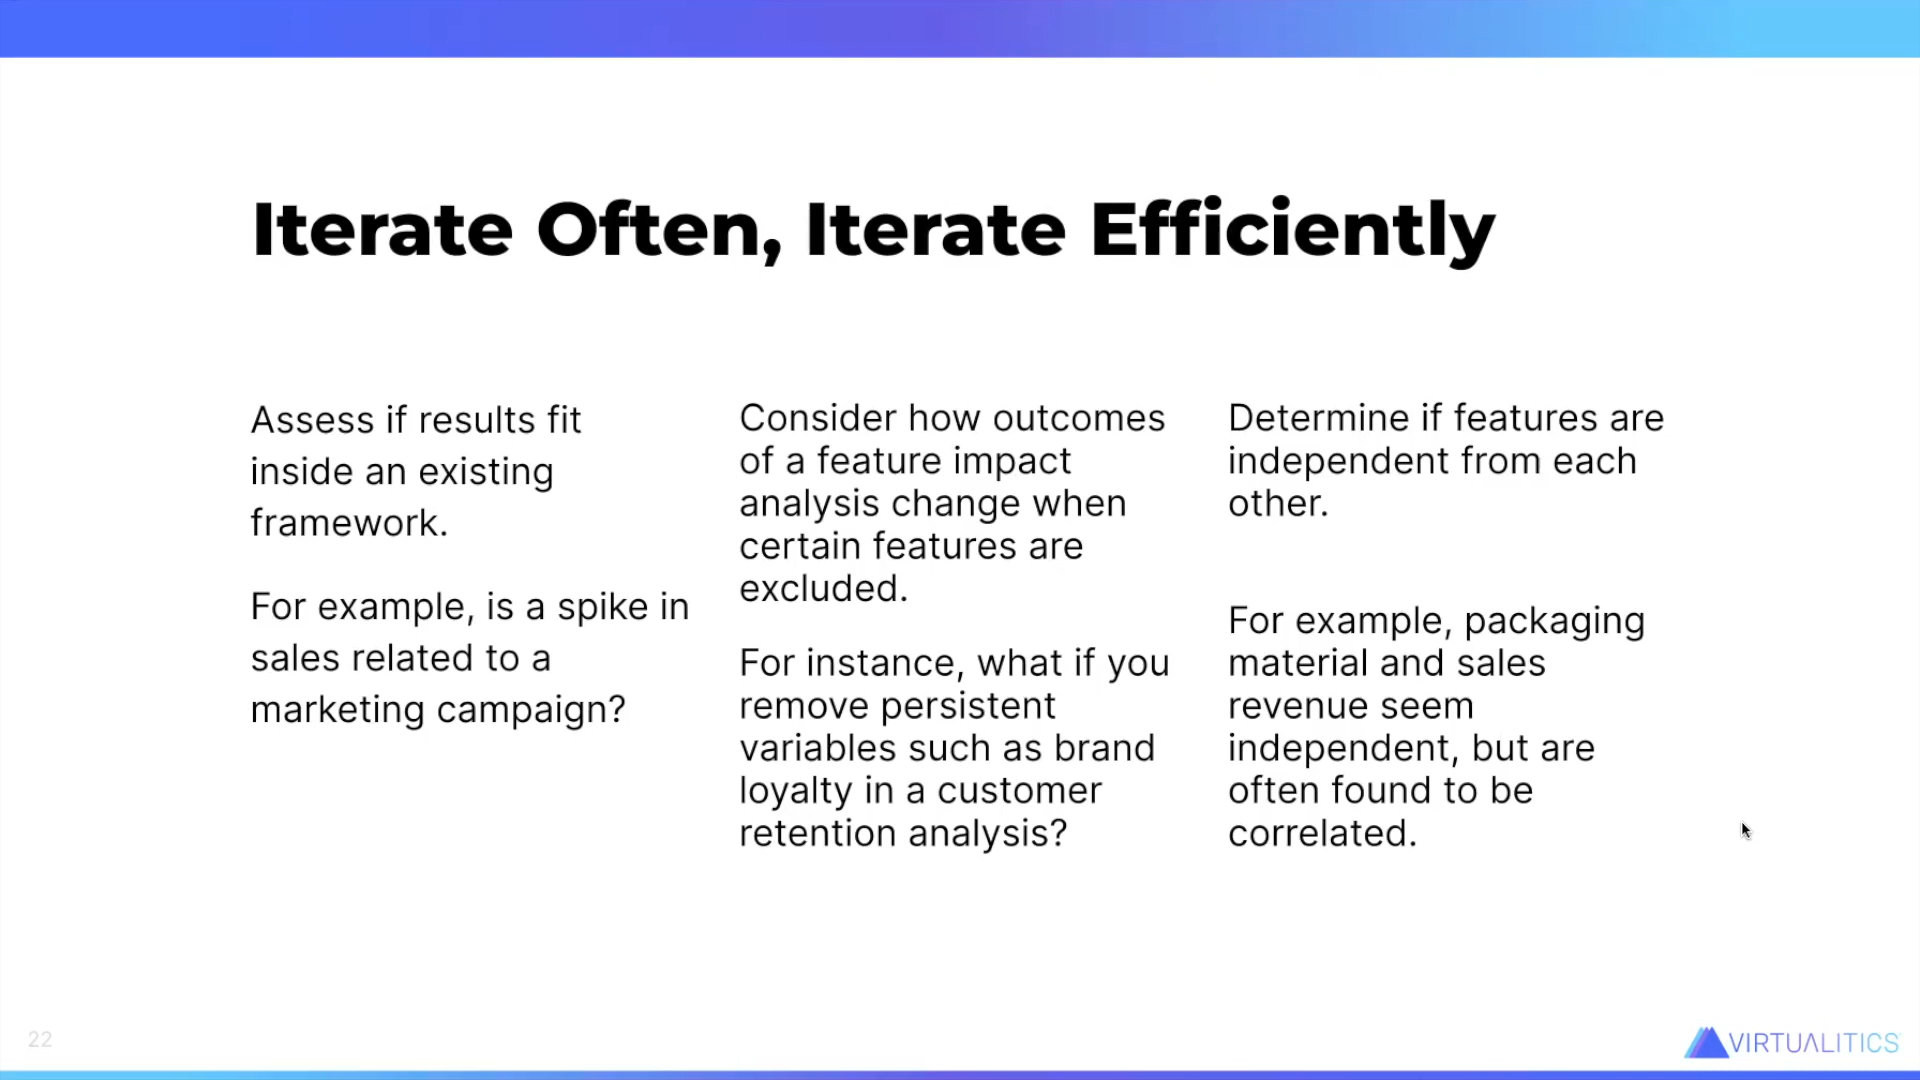 Iterate Often, Iterate Efficiently
Assess if results fit
inside an existing
framework.
For example, is a spike in
sales related to a
marketing campaign?
Consider how outcomes
of a feature impact
analysis change when
certain features are
excluded.
For instance, what if you
remove persistent
variables such as brand
loyalty in a customer
retention analysis?
Determine if features are
independent from each
other.
For example, packaging
material and sales
revenue seem
independent, but are
often found to be
correlated.
22
VIRTUALITICS